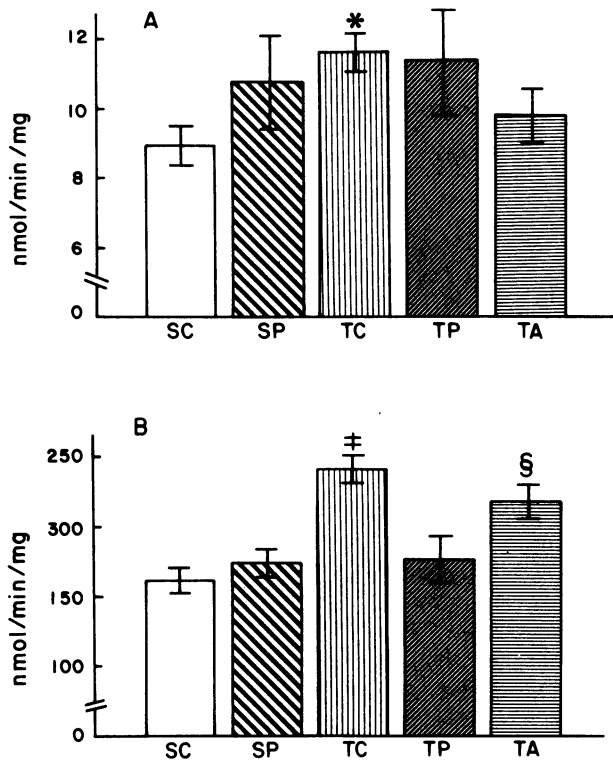 A
*
12
10
8
6
0
nmol/min/mg
SC SP TC TP TA
B
‡
§
250
300
150
100
0
nmol/min/mg
SC SP TC TP TA